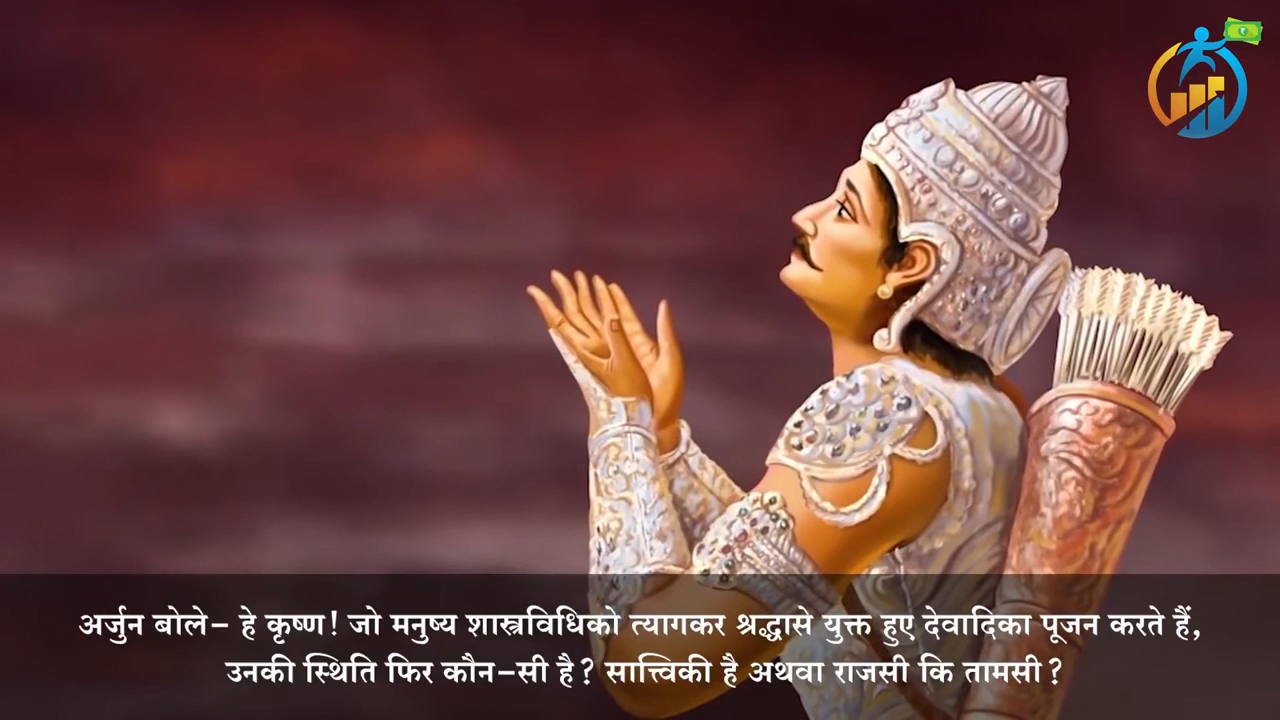 अर्जुन बोले– हे कृष्ण! जो मनुष्य शास्त्रविधिको त्यागकर श्रद्धासे युक्त हुए देवादिका पूजन करते हैं,
उनकी स्थिति फिर कौन–सी है? सात्त्विकी है अथवा राजसी कि तामसी?